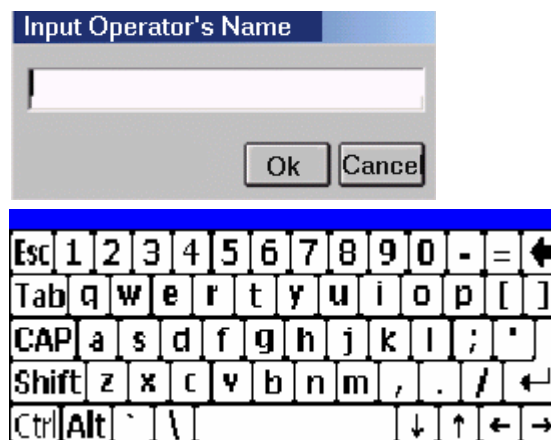 Input Operator's Name
Ok Cancel
Esc 1 2 3 4 5 6 7 8 9 0 - =
Tab q w e r t y u i o p [ ]
CAP a s d f g h j k l ; '
Shift z x c v b n m , . /
Ctrl Alt ` \ ↓ ↑ ← →